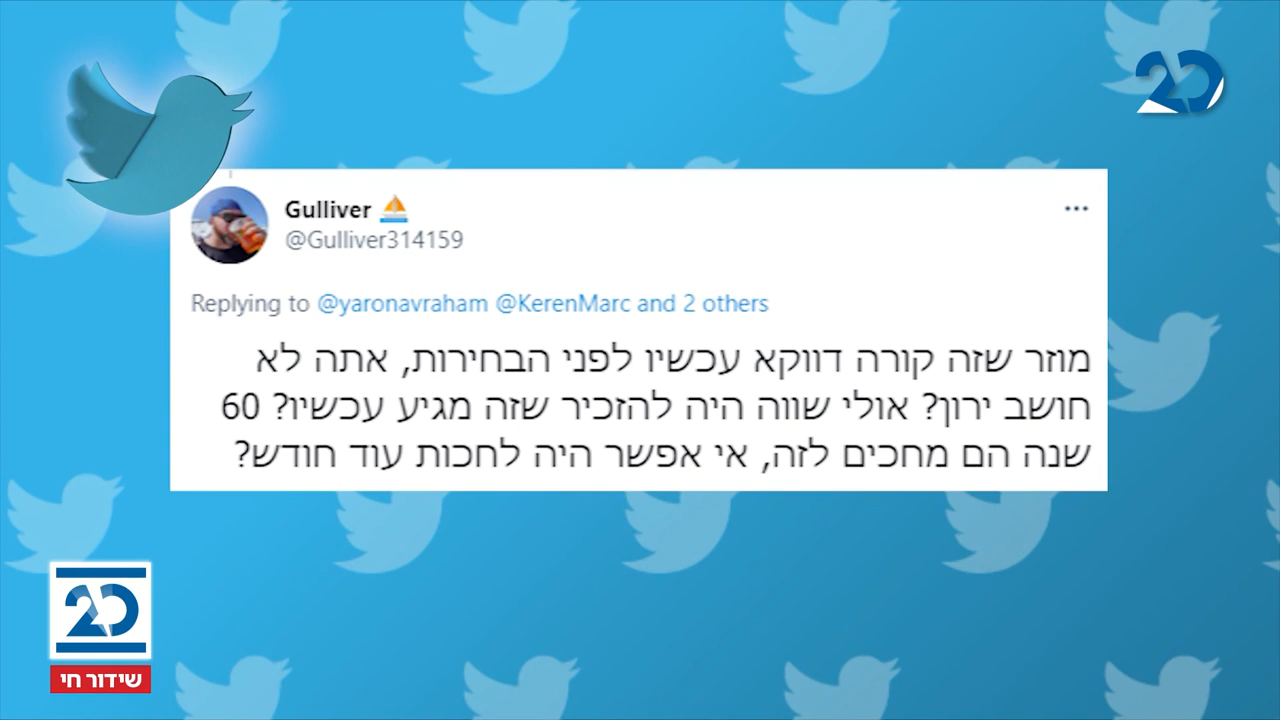 20
Gulliver
@Gulliver314159
Replying to @yaronavraham @KerenMarc and 2 others
מוזר שזה קורה דווקא עכשיו לפני הבחירות, אתה לא
חושב ירון? אולי שווה היה להזכיר שזה מגיע עכשיו? 60
שנה הם מחכים לזה, אי אפשר היה לחכות עוד חודש?
20
שידור חי